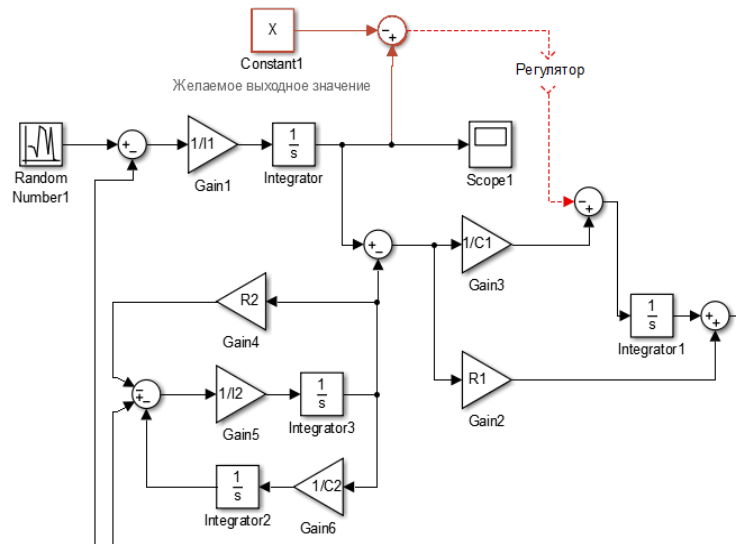 X
Constant1
Желаемое выходное значение
Регулятор
Random
Number1
1/I1
Gain1
1
s
Integrator
Scope1
1/C1
Gain3
R2
Gain4
1
s
Integrator1
R1
Gain2
1/I2
Gain5
1
s
Integrator3
1
s
Integrator2
1/C2
Gain6